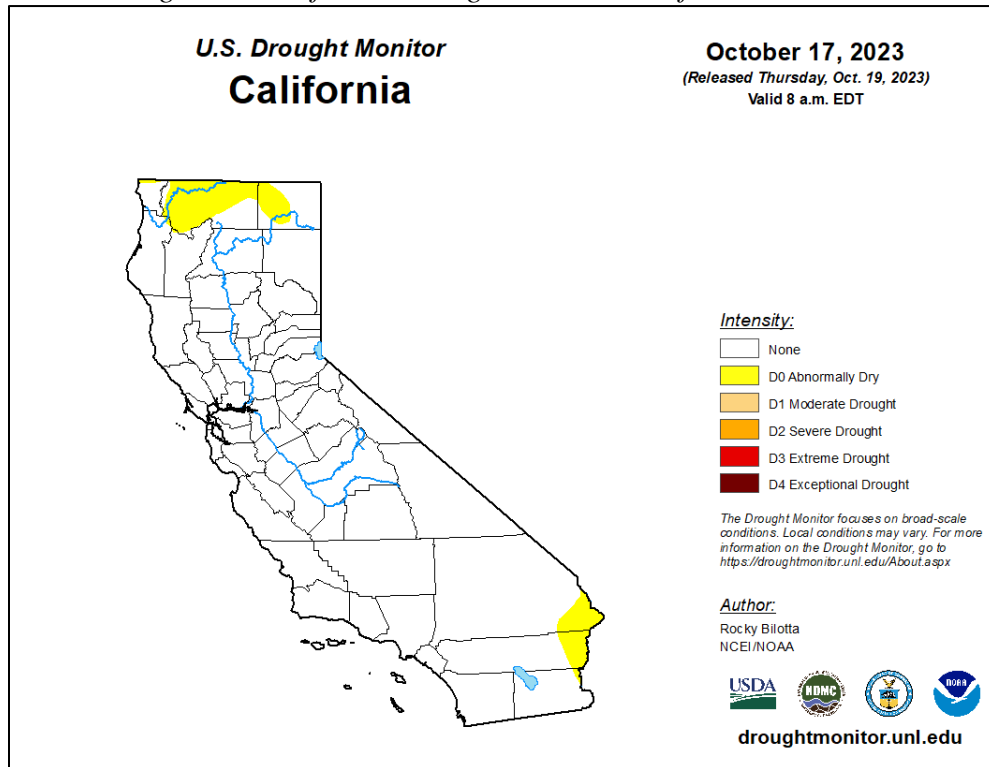 U.S. Drought Monitor
California
October 17, 2023
(Released Thursday, Oct. 19, 2023)
Valid 8 a.m. EDT
Intensity:
None
D0 Abnormally Dry
D1 Moderate Drought
D2 Severe Drought
D3 Extreme Drought
D4 Exceptional Drought
The Drought Monitor focuses on broad-scale
conditions. Local conditions may vary. For more
information on the Drought Monitor, go to
https://droughtmonitor.unl.edu/About.aspx
Author:
Rocky Bilotta
NCEI/NOAA
USDA
NDMC
NOAA
droughtmonitor.unl.edu